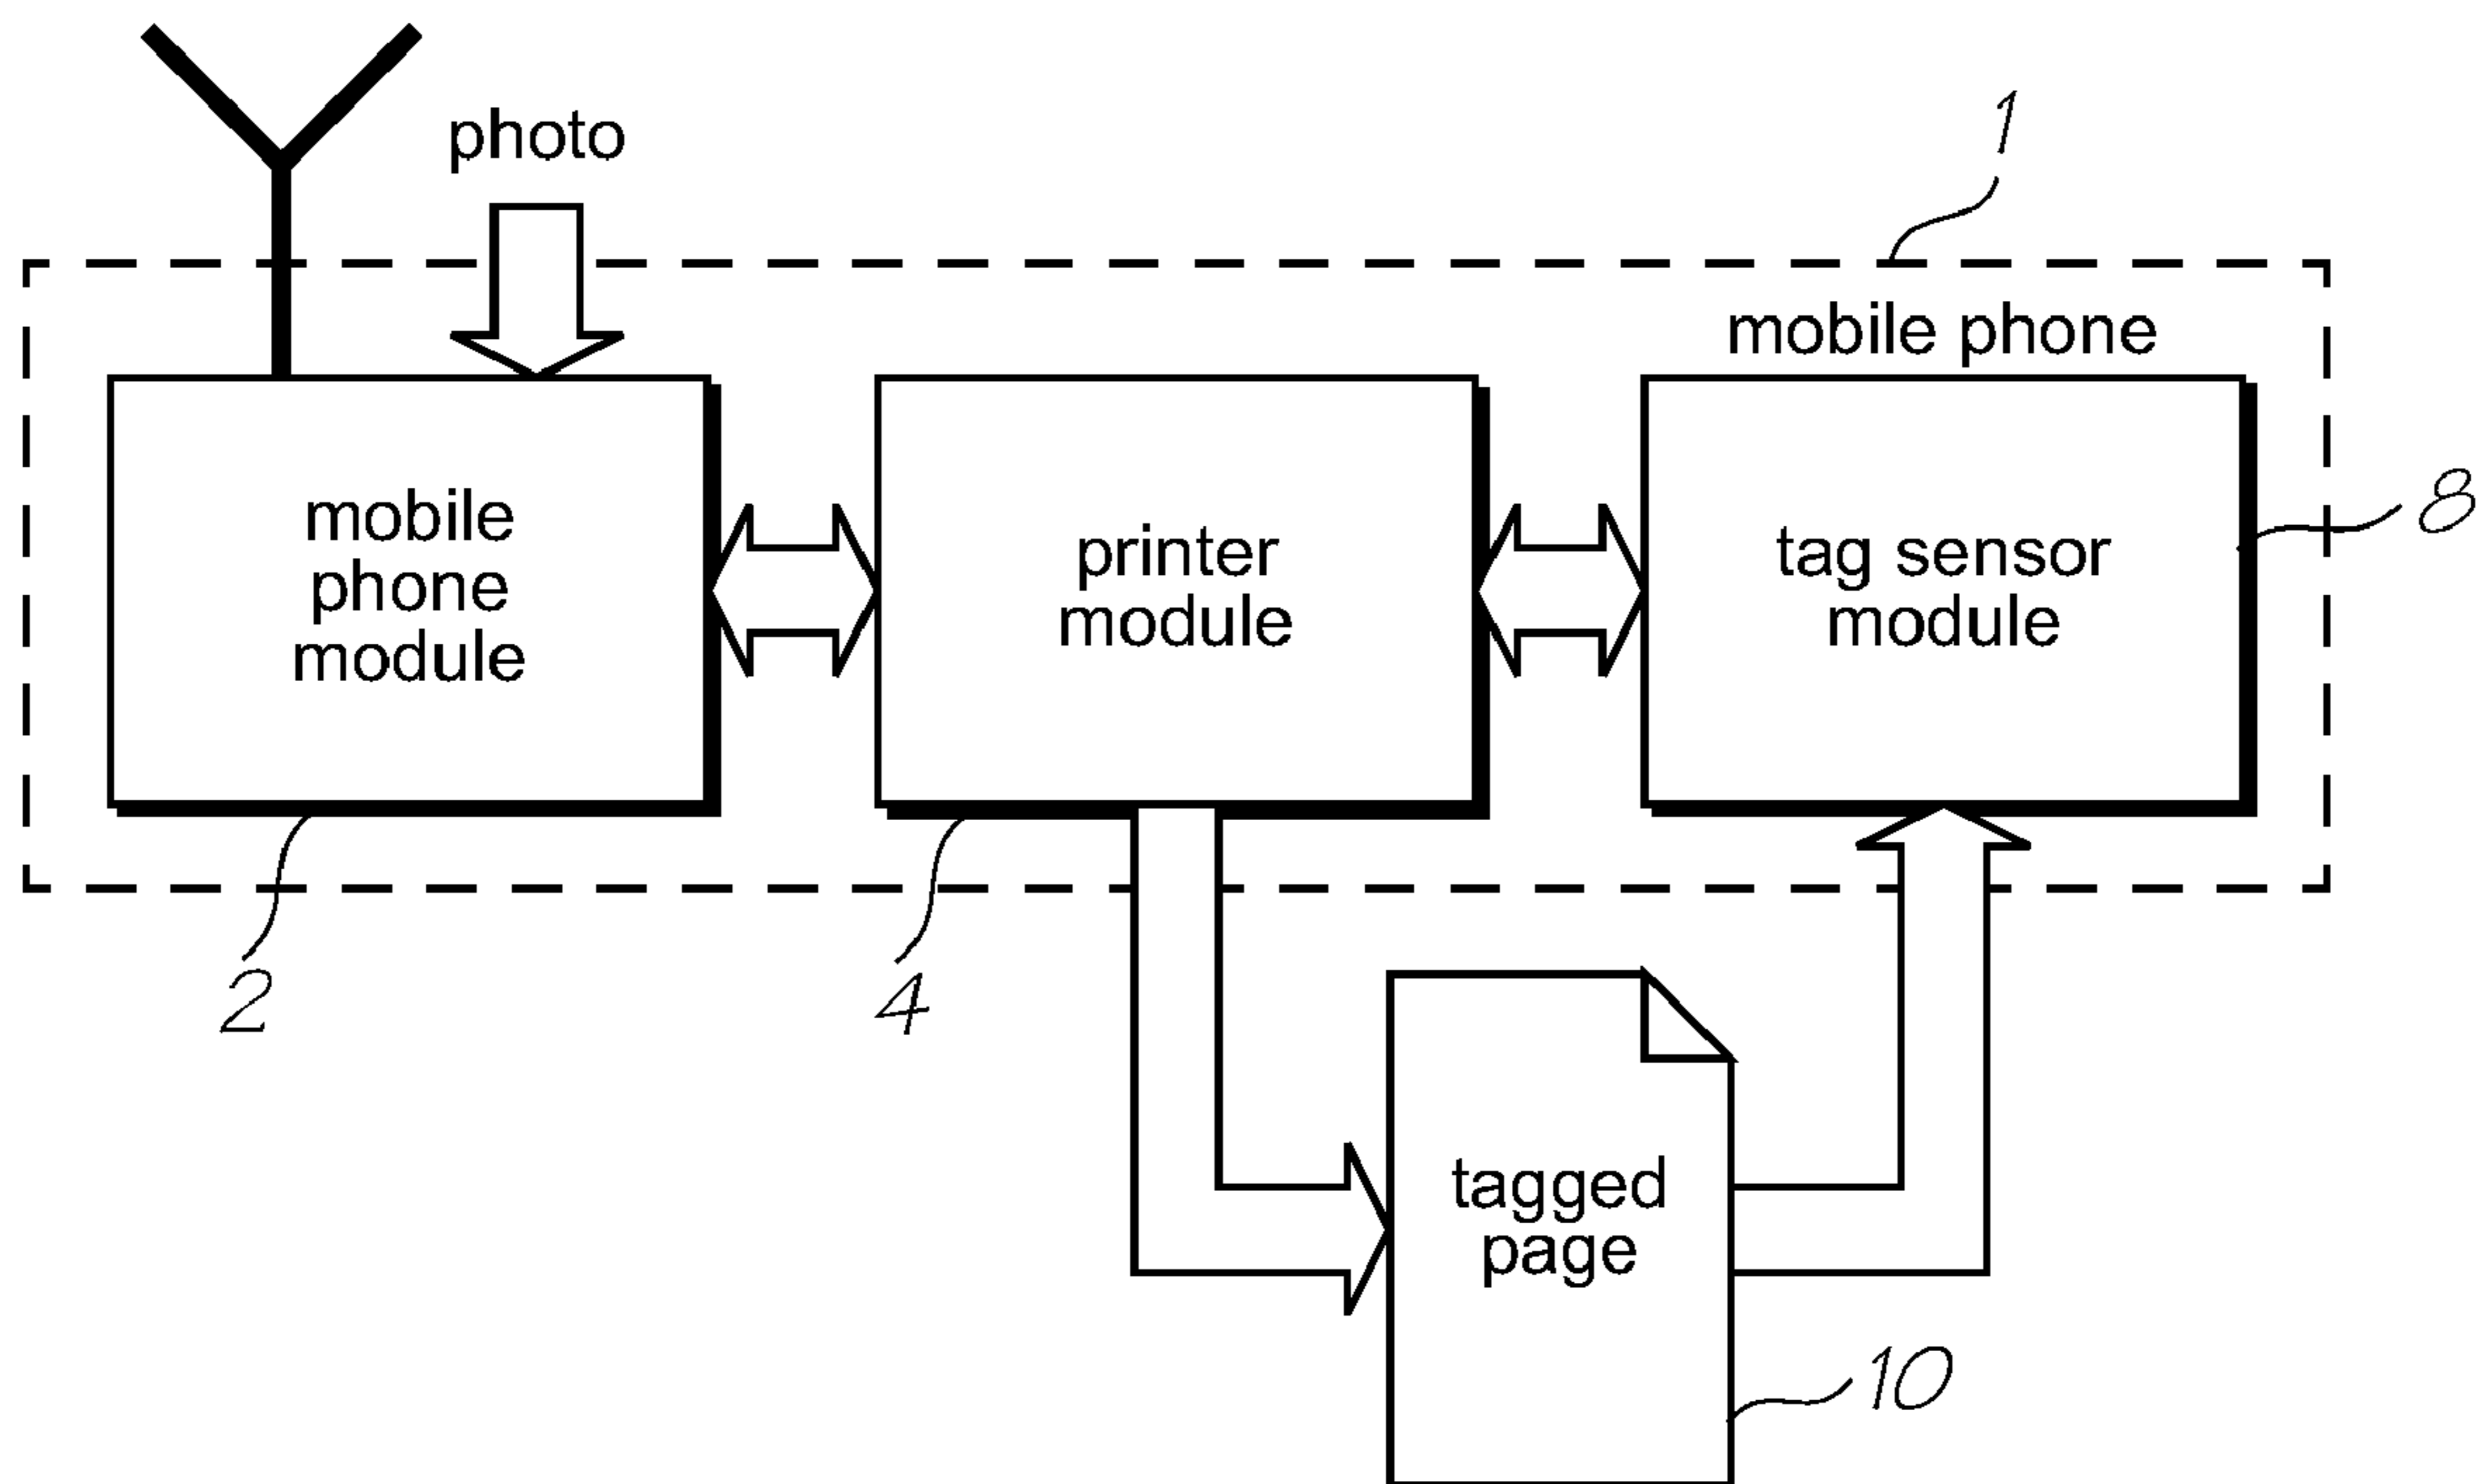 photo
1
mobile phone
mobile
phone
module
printer
module
tag sensor
module
8
2
4
tagged
page
10